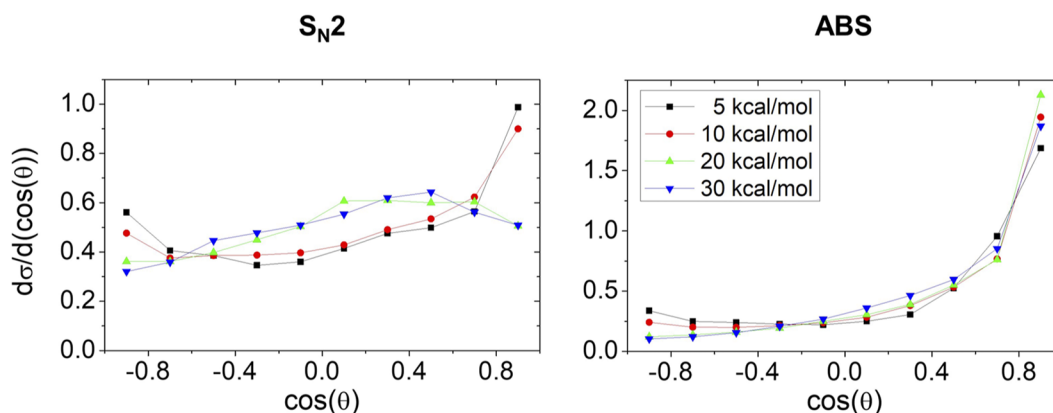 S_N2
dσ/d(cos(θ))
1.0
0.8
0.6
0.4
0.2
0.0
-0.8 -0.4 0.0 0.4 0.8
cos(θ)
ABS
5 kcal/mol
10 kcal/mol
20 kcal/mol
30 kcal/mol
2.0
1.5
1.0
0.5
0.0
-0.8 -0.4 0.0 0.4 0.8
cos(θ)